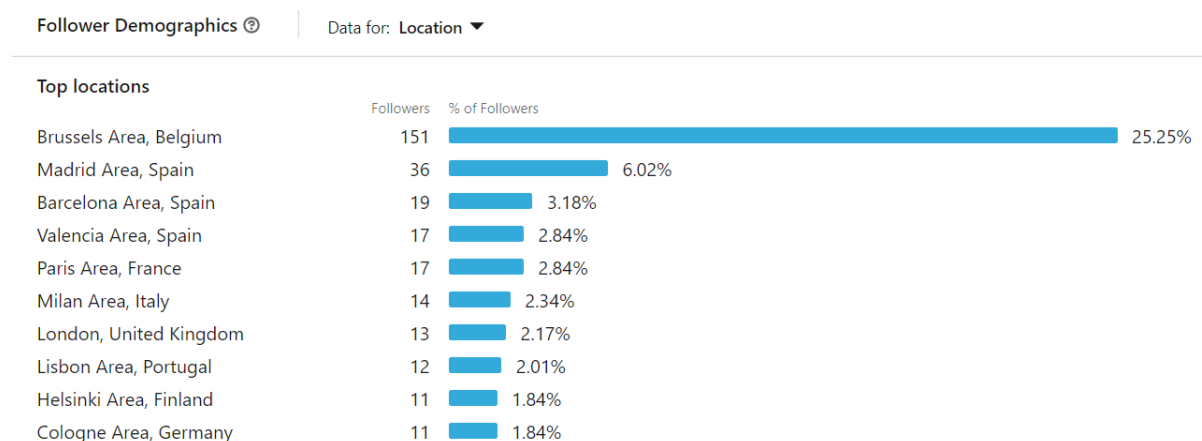 Follower Demographics ? Data for: Location
Top locations
Followers % of Followers
Brussels Area, Belgium 151 25.25%
Madrid Area, Spain 36 6.02%
Barcelona Area, Spain 19 3.18%
Valencia Area, Spain 17 2.84%
Paris Area, France 17 2.84%
Milan Area, Italy 14 2.34%
London, United Kingdom 13 2.17%
Lisbon Area, Portugal 12 2.01%
Helsinki Area, Finland 11 1.84%
Cologne Area, Germany 11 1.84%